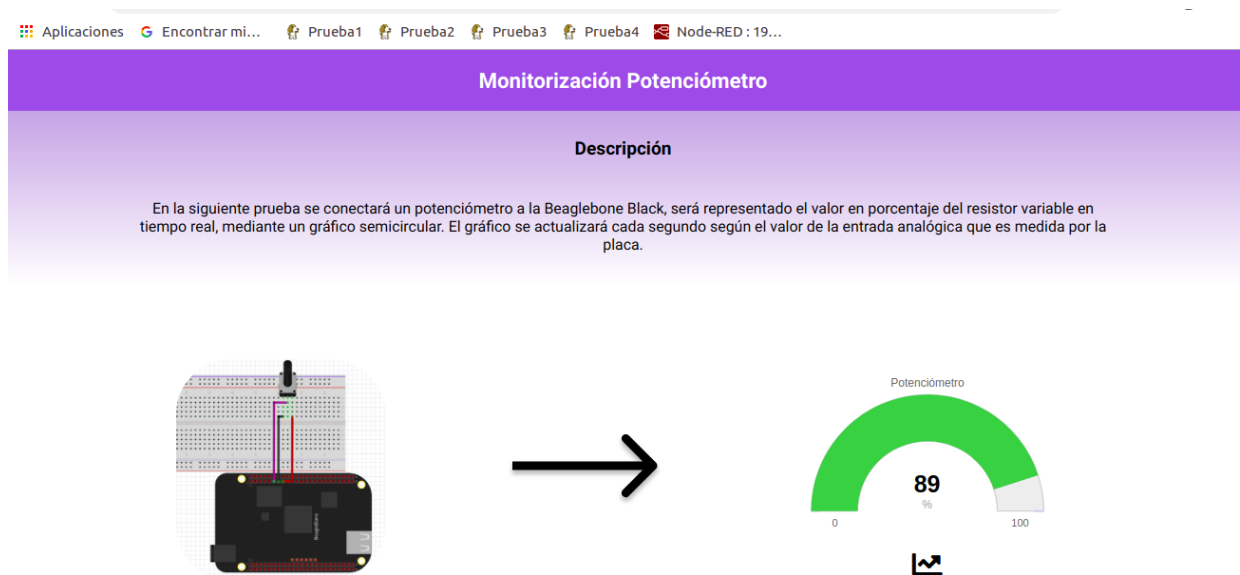 Aplicaciones Encontrar mi... Prueba1 Prueba2 Prueba3 Prueba4 Node-RED : 19...
Monitorización Potenciómetro
Descripción
En la siguiente prueba se conectará un potenciómetro a la Beaglebone Black, será representado el valor en porcentaje del resistor variable en
tiempo real, mediante un gráfico semicircular. El gráfico se actualizará cada segundo según el valor de la entrada analógica que es medida por la
placa.
Beaglebone
Potenciómetro
89
%
0 100